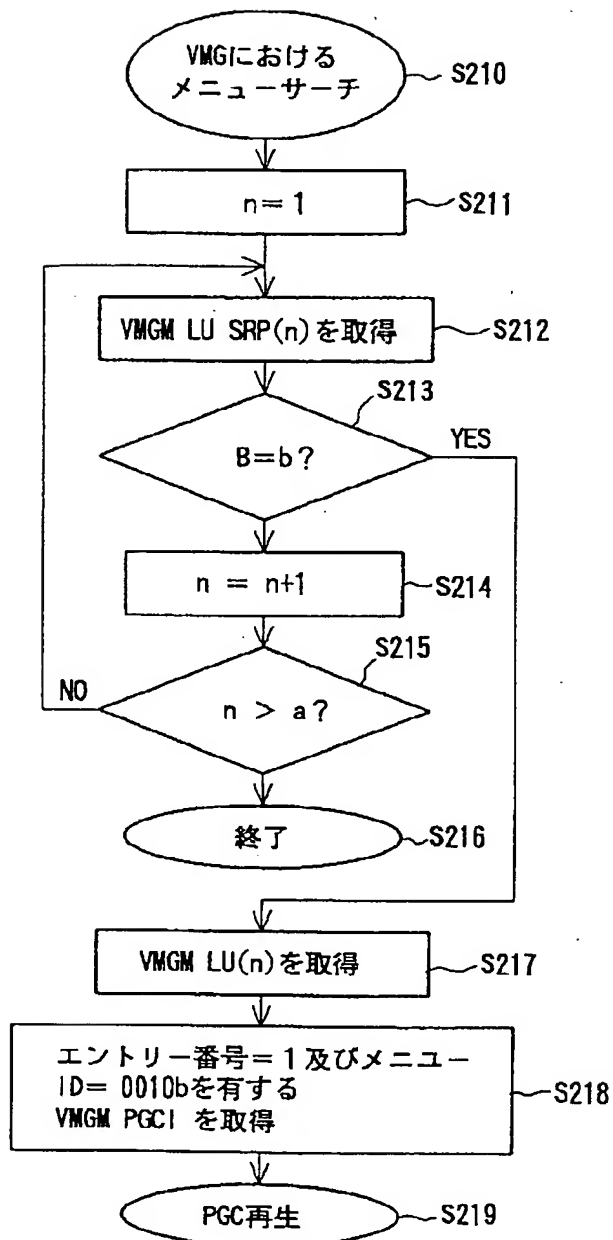 VMGにおける
メニューサーチ
S210
n=1
S211
VMGM LU SRP(n)を取得
S212
S213
B=b?
YES
n = n+1
S214
S215
NO
n > a?
終了
S216
VMGM LU(n)を取得
S217
エントリー番号=1及びメニュー
ID=0010bを有する
VMGM PGCI を取得
S218
PGC再生
S219